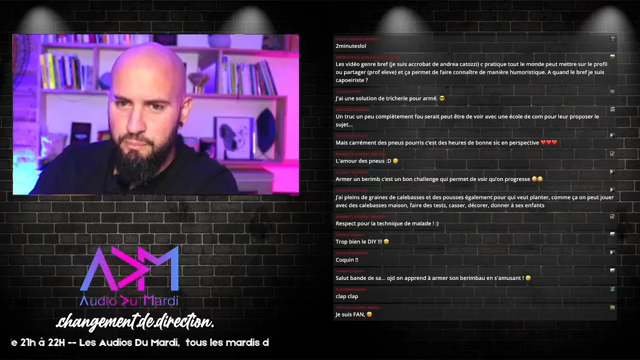 2minuteslol
Les vidéo genre bref (je suis accrobat de andrea catozzi) c pratique tout le monde peut mettre sur le profil
ou partager (prof eleve) et ça permet de faire connaître de manière humoristique. A quand le bref je suis
capoeiriste ?
J'ai une solution de tricherie pour armé, 😎
Un truc un peu complètement fou serait peut être de voir avec une école de com pour leur proposer le
sujet...
Mais carrément des pneus pourris c'est des heures de bonne sic en perspective ❤️❤️❤️
L'amour des pneus :D 🤣
Armer un berimb c'est un bon challenge qui permet de voir qu'on progresse 😅😅
J'ai pleins de graines de calebasses et des pousses également pour qui veut planter, comme ça on peut jouer
avec des calebasses maison, faire des tests, casser, décorer, donner à ses enfants
Respect pour la technique de malade ! :)
Trop bien le DIY !!! 😀
Coquin !!
Salut bande de sa... ojd on apprend à armer son berimbau en s'amusant ! 🤣
clap clap
Je suis FAN, 😀
ADM
Audio Du Mardi
.changement.de.direction.
e 21h à 22H -- Les Audios Du Mardi, tous les mardis d